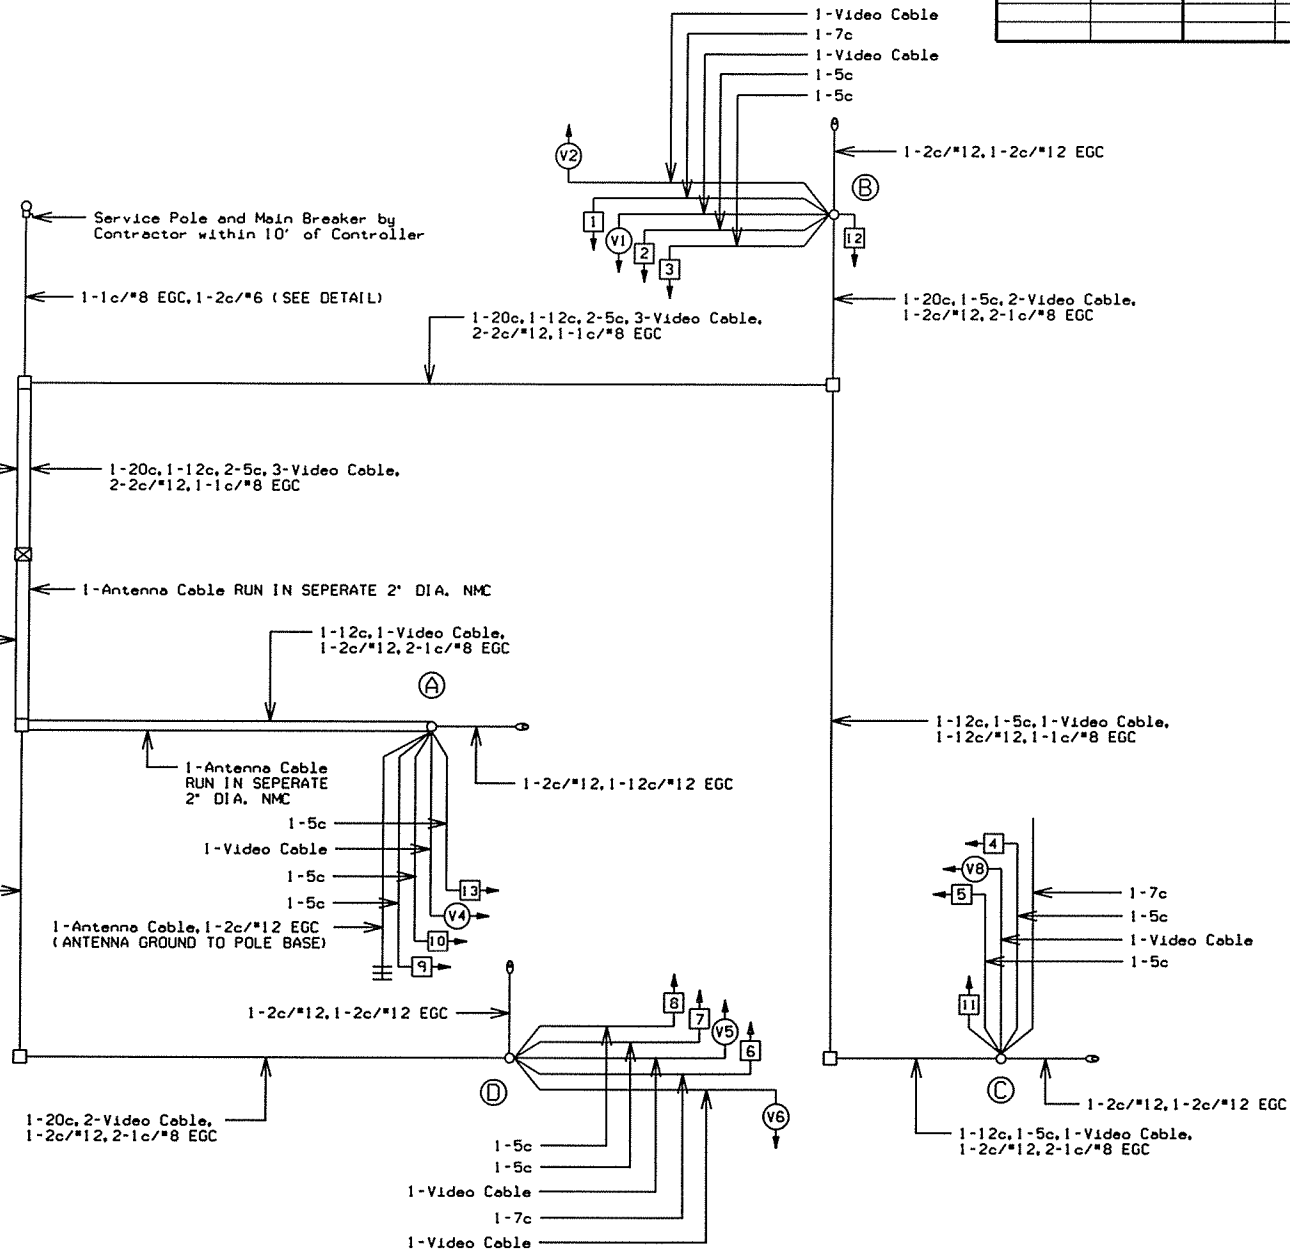 1-Video Cable
1-7c
1-Video Cable
1-5c
1-5c
V2
1-2c/#12,1-2c/#12 EGC
B
Service Pole and Main Breaker by
Contractor within 10' of Controller
1
V1
2
3
12
1-1c/#8 EGC,1-2c/#6 (SEE DETAIL)
1-20c,1-5c,2-Video Cable,
1-2c/#12,2-1c/#8 EGC
1-20c,1-12c,2-5c,3-Video Cable,
2-2c/#12,1-1c/#8 EGC
1-20c,1-12c,2-5c,3-Video Cable,
2-2c/#12,1-1c/#8 EGC
1-Antenna Cable RUN IN SEPERATE 2" DIA. NMC
1-12c,1-Video Cable,
1-2c/#12,2-1c/#8 EGC
A
1-12c,1-5c,1-Video Cable,
1-12c/#12,1-1c/#8 EGC
1-Antenna Cable
RUN IN SEPERATE
2" DIA. NMC
1-2c/#12,1-12c/#12 EGC
1-5c
1-Video Cable
1-5c
1-5c
1-Antenna Cable,1-2c/#12 EGC
(ANTENNA GROUND TO POLE BASE)
13
V4
10
9
4
V8
5
11
1-7c
1-5c
1-Video Cable
1-5c
1-2c/#12,1-2c/#12 EGC
8
7
V5
6
D
V6
C
1-2c/#12,1-2c/#12 EGC
1-20c,2-Video Cable,
1-2c/#12,2-1c/#8 EGC
1-12c,1-5c,1-Video Cable,
1-2c/#12,2-1c/#8 EGC
1-5c
1-5c
1-Video Cable
1-7c
1-Video Cable